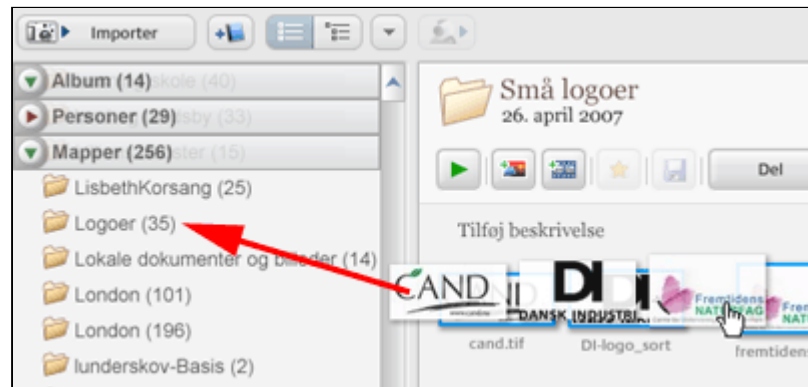 Importer
Album (14)
Personer (29)
Mapper (256)
LisbethKorsang (25)
Logoer (35)
Lokale dokumenter og billeder (14)
London (101)
London (196)
lunderskov-Basis (2)
Små logoer
26. april 2007
Del
Tilføj beskrivelse
CAND
DI
DANSK INDUSTRI
Fremtidens
NATURFAG
cand.tif
DI-logo_sort
fremtidens